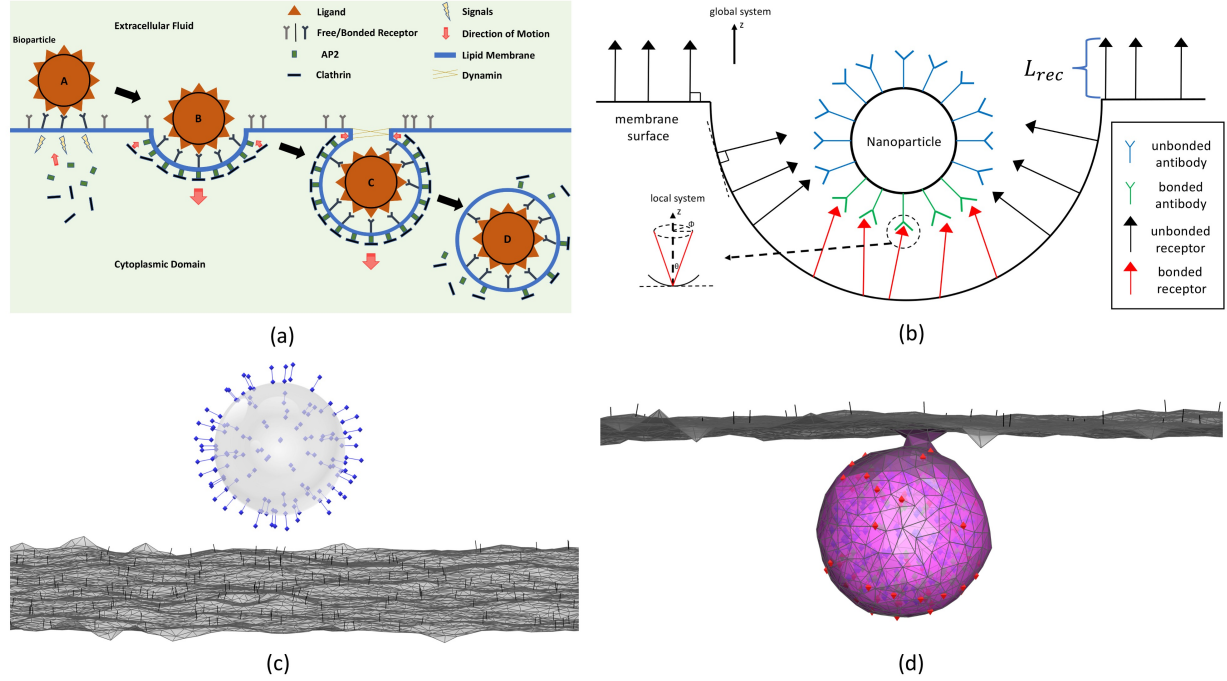 Extracellular Fluid
Bioparticle
Ligand
Free/Bonded Receptor
AP2
Clathrin
Signals
Direction of Motion
Lipid Membrane
Dynamin
A
B
C
D
Cytoplasmic Domain
(a)
global system
z
L_rec
membrane
surface
Nanoparticle
local system
z
Φ
θ
unbonded
antibody
bonded
antibody
unbonded
receptor
bonded
receptor
(b)
(c)
(d)